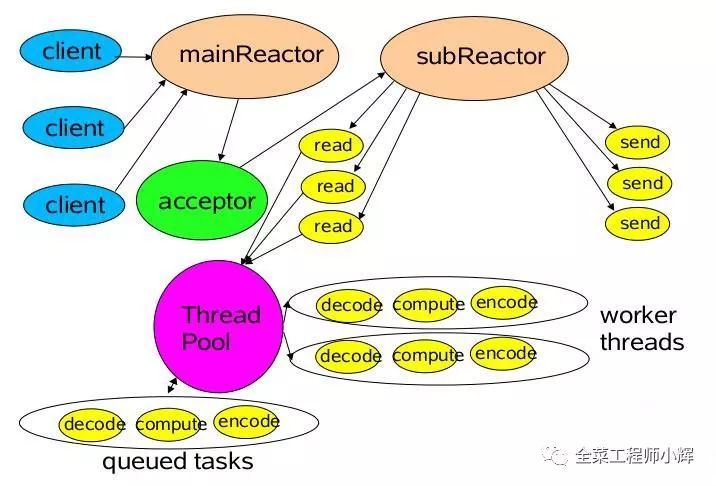 client
mainReactor
subReactor
client
client
acceptor
read
read
read
send
send
send
Thread
Pool
decode compute encode
decode compute encode
worker
threads
decode compute encode
queued tasks
全菜工程师小辉